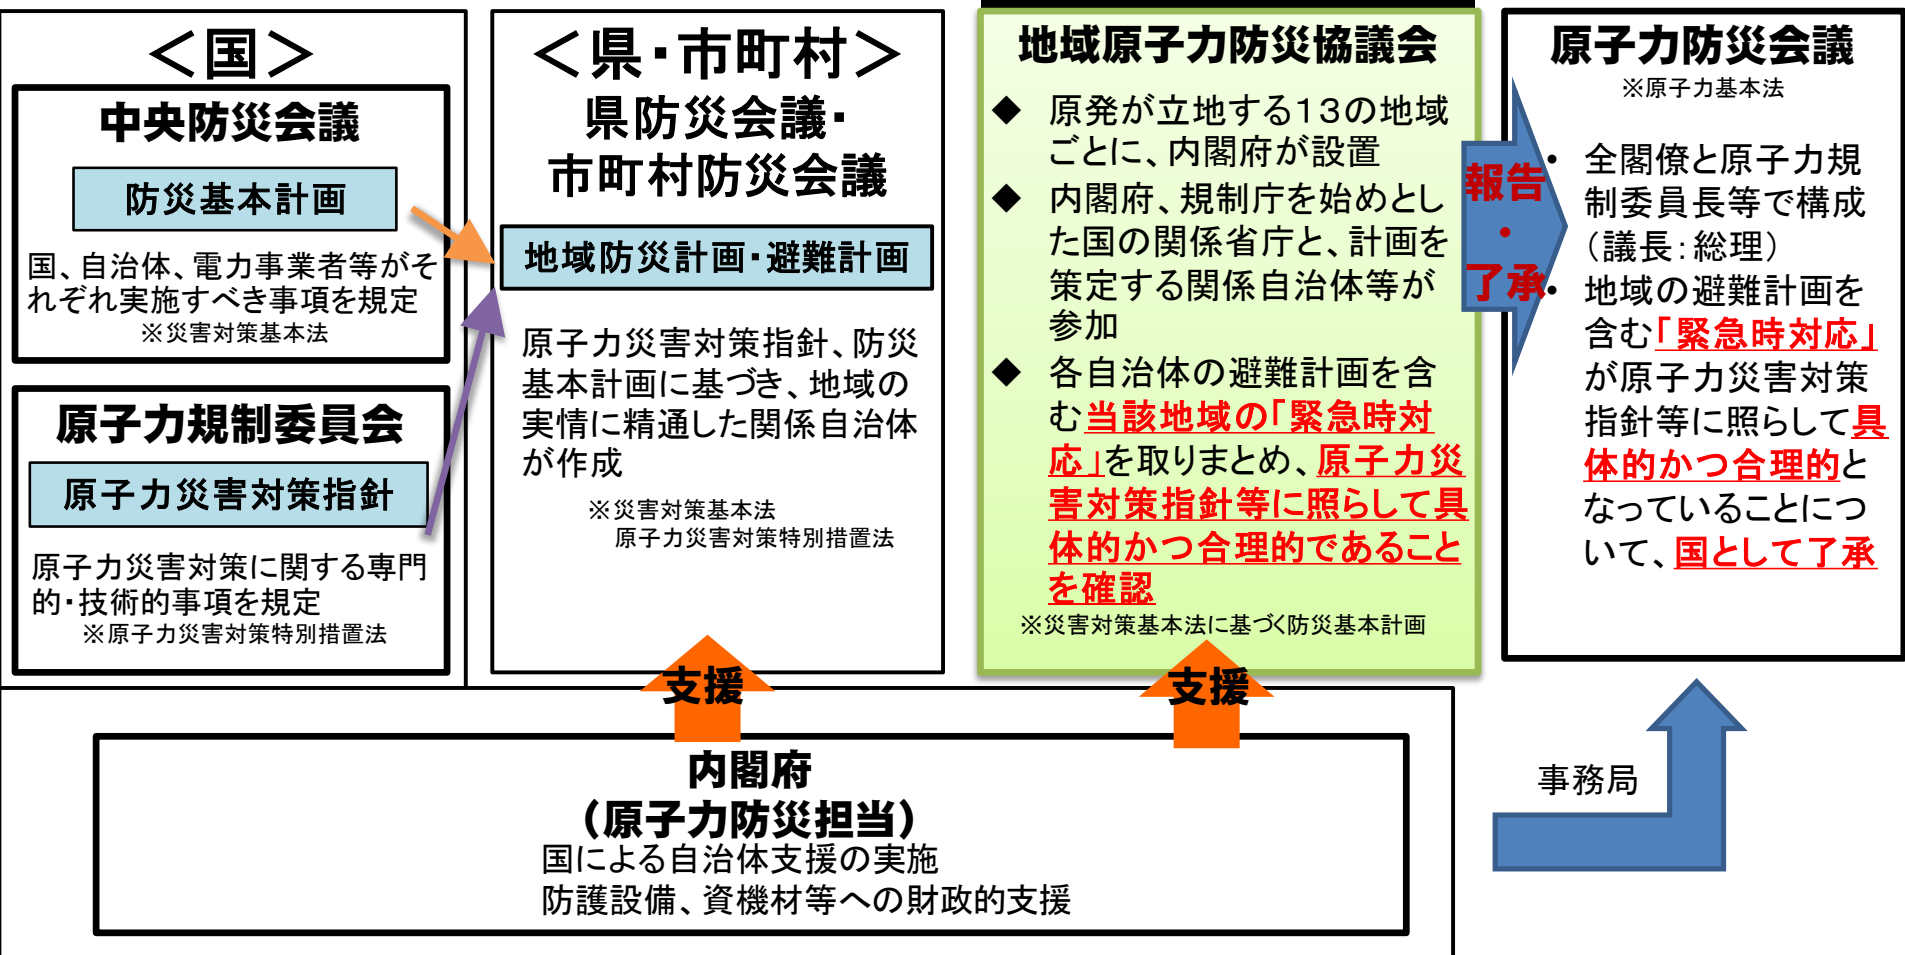 ＜国＞
中央防災会議
防災基本計画
国、自治体、電力事業者等がそ
れぞれ実施すべき事項を規定
※災害対策基本法
原子力規制委員会
原子力災害対策指針
原子力災害対策に関する専門
的・技術的事項を規定
※原子力災害対策特別措置法
＜県・市町村＞
県防災会議・
市町村防災会議
地域防災計画・避難計画
原子力災害対策指針、防災
基本計画に基づき、地域の
実情に精通した関係自治体
が作成
※災害対策基本法
原子力災害対策特別措置法
地域原子力防災協議会
◆ 原発が立地する１３の地域
ごとに、内閣府が設置
◆ 内閣府、規制庁を始めとし
た国の関係省庁と、計画を
策定する関係自治体等が
参加
◆ 各自治体の避難計画を含
む当該地域の「緊急時対
応」を取りまとめ、原子力災
害対策指針等に照らして具
体的かつ合理的であること
を確認
※災害対策基本法に基づく防災基本計画
報告
・
了承
原子力防災会議
※原子力基本法
• 全閣僚と原子力規
制委員長等で構成
（議長：総理）
• 地域の避難計画を
含む「緊急時対応」
が原子力災害対策
指針等に照らして具
体的かつ合理的と
なっていることにつ
いて、国として了承
支援
支援
内閣府
（原子力防災担当）
国による自治体支援の実施
防護設備、資機材等への財政的支援
事務局